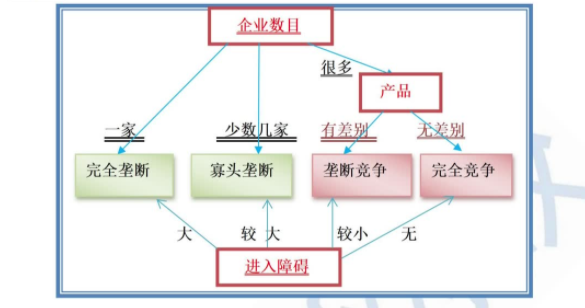 企业数目
很多
产品
一家
少数几家
有差别
无差别
完全垄断
寡头垄断
垄断竞争
完全竞争
大
较 大
较小
无
进入障碍